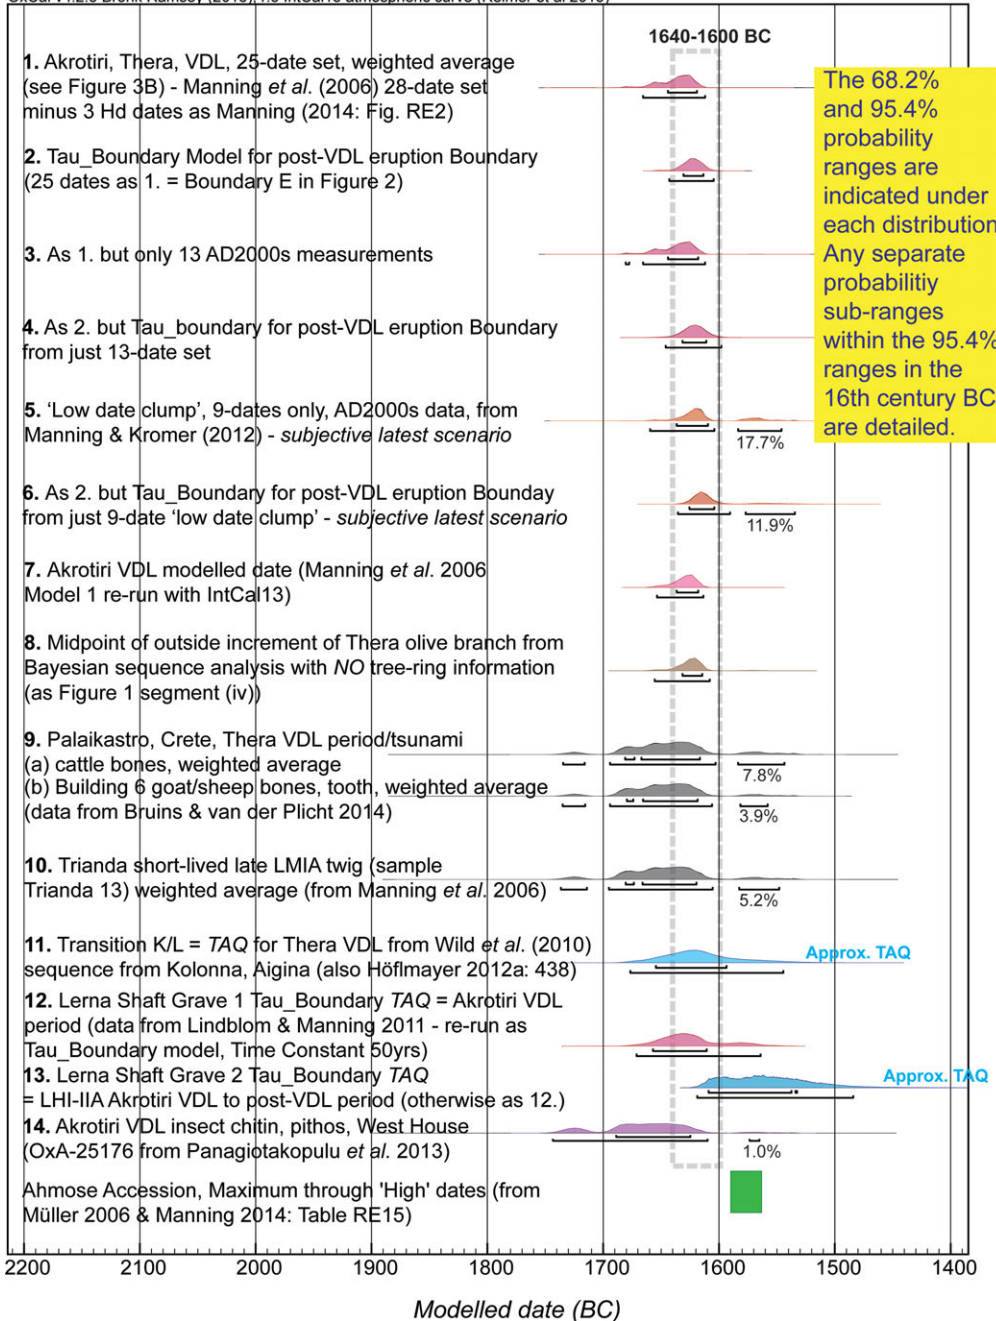 OxCal v4.2.3 Bronk Ramsey (2013); r:5 IntCal13 atmospheric curve (Reimer et al 2013)
1640-1600 BC
1. Akrotiri, Thera, VDL, 25-date set, weighted average
(see Figure 3B) - Manning et al. (2006) 28-date set
minus 3 Hd dates as Manning (2014: Fig. RE2)
2. Tau_Boundary Model for post-VDL eruption Boundary
(25 dates as 1. = Boundary E in Figure 2)
3. As 1. but only 13 AD2000s measurements
4. As 2. but Tau_boundary for post-VDL eruption Boundary
from just 13-date set
5. ‘Low date clump’, 9-dates only, AD2000s data, from
Manning & Kromer (2012) - subjective latest scenario
17.7%
6. As 2. but Tau_Boundary for post-VDL eruption Bounday
from just 9-date ‘low date clump’ - subjective latest scenario
11.9%
7. Akrotiri VDL modelled date (Manning et al. 2006
Model 1 re-run with IntCal13)
8. Midpoint of outside increment of Thera olive branch from
Bayesian sequence analysis with NO tree-ring information
(as Figure 1 segment (iv))
9. Palaikastro, Crete, Thera VDL period/tsunami
(a) cattle bones, weighted average
7.8%
(b) Building 6 goat/sheep bones, tooth, weighted average
(data from Bruins & van der Plicht 2014)
3.9%
10. Trianda short-lived late LMIA twig (sample
Trianda 13) weighted average (from Manning et al. 2006)
5.2%
11. Transition K/L = TAQ for Thera VDL from Wild et al. (2010)
sequence from Kolonna, Aigina (also Höflmayer 2012a: 438)
Approx. TAQ
12. Lerna Shaft Grave 1 Tau_Boundary TAQ = Akrotiri VDL
period (data from Lindblom & Manning 2011 - re-run as
Tau_Boundary model, Time Constant 50yrs)
13. Lerna Shaft Grave 2 Tau_Boundary TAQ
= LHI-IIA Akrotiri VDL to post-VDL period (otherwise as 12.)
Approx. TAQ
14. Akrotiri VDL insect chitin, pithos, West House
(OxA-25176 from Panagiotakopulu et al. 2013)
1.0%
Ahmose Accession, Maximum through 'High' dates (from
Müller 2006 & Manning 2014: Table RE15)
The 68.2%
and 95.4%
probability
ranges are
indicated under
each distribution
Any separate
probabilitiy
sub-ranges
within the 95.4%
ranges in the
16th century BC
are detailed.
2200 2100 2000 1900 1800 1700 1600 1500 1400
Modelled date (BC)